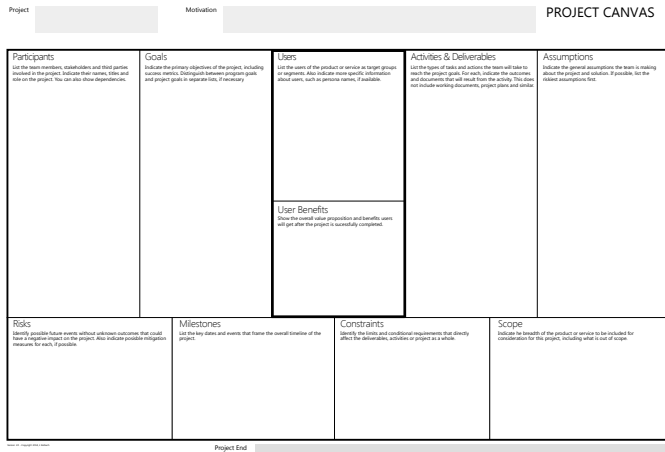 Project
Motivation
PROJECT CANVAS
Participants
List the team members, stakeholders and third parties
involved in the project. Indicate their names, titles and
role on the project. You can also show dependencies.
Goals
Indicate the primary objectives of the project, including
success metrics. Distinguish between program goals
and project goals in separate lists, if necessary
Users
List the users of the product or service as target groups
or segments. Also indicate more specific information
about users, such as persona names, if available.
User Benefits
Show the overall value proposition and benefits users
will get after the project is sucessfully completed.
Activities & Deliverables
List the types of tasks and actions the team will take to
reach the project goals. For each, indicate the outcomes
and documents that will result from the activity. This does
not include working documents, project plans and similar.
Assumptions
Indicate the general assumptions the team is making
about the project and solution. If possible, list the
riskiest assumptions first.
Risks
Identify possible future events without unknown outcomes that could
have a negative impact on the project. Also indicate posible mitigation
measures for each, if possible.
Milestones
List the key dates and events that frame the overall timeline of the
project.
Constraints
Identify the limits and conditional requirements that directly
affect the deliverables, activities or project as a whole.
Scope
Indicate he breadth of the product or service to be included for
consideration for this project, including what is out of scope.
Project End